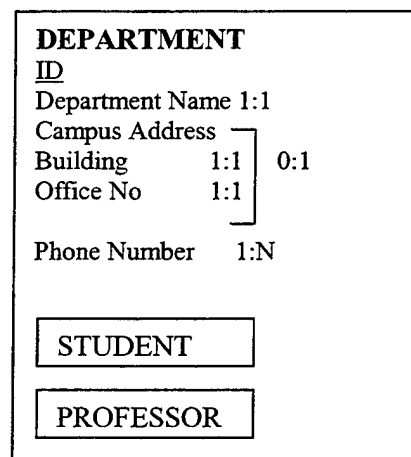 DEPARTMENT
ID
Department Name 1:1
Campus Address
Building 1:1 0:1
Office No 1:1
Phone Number 1:N
STUDENT
PROFESSOR